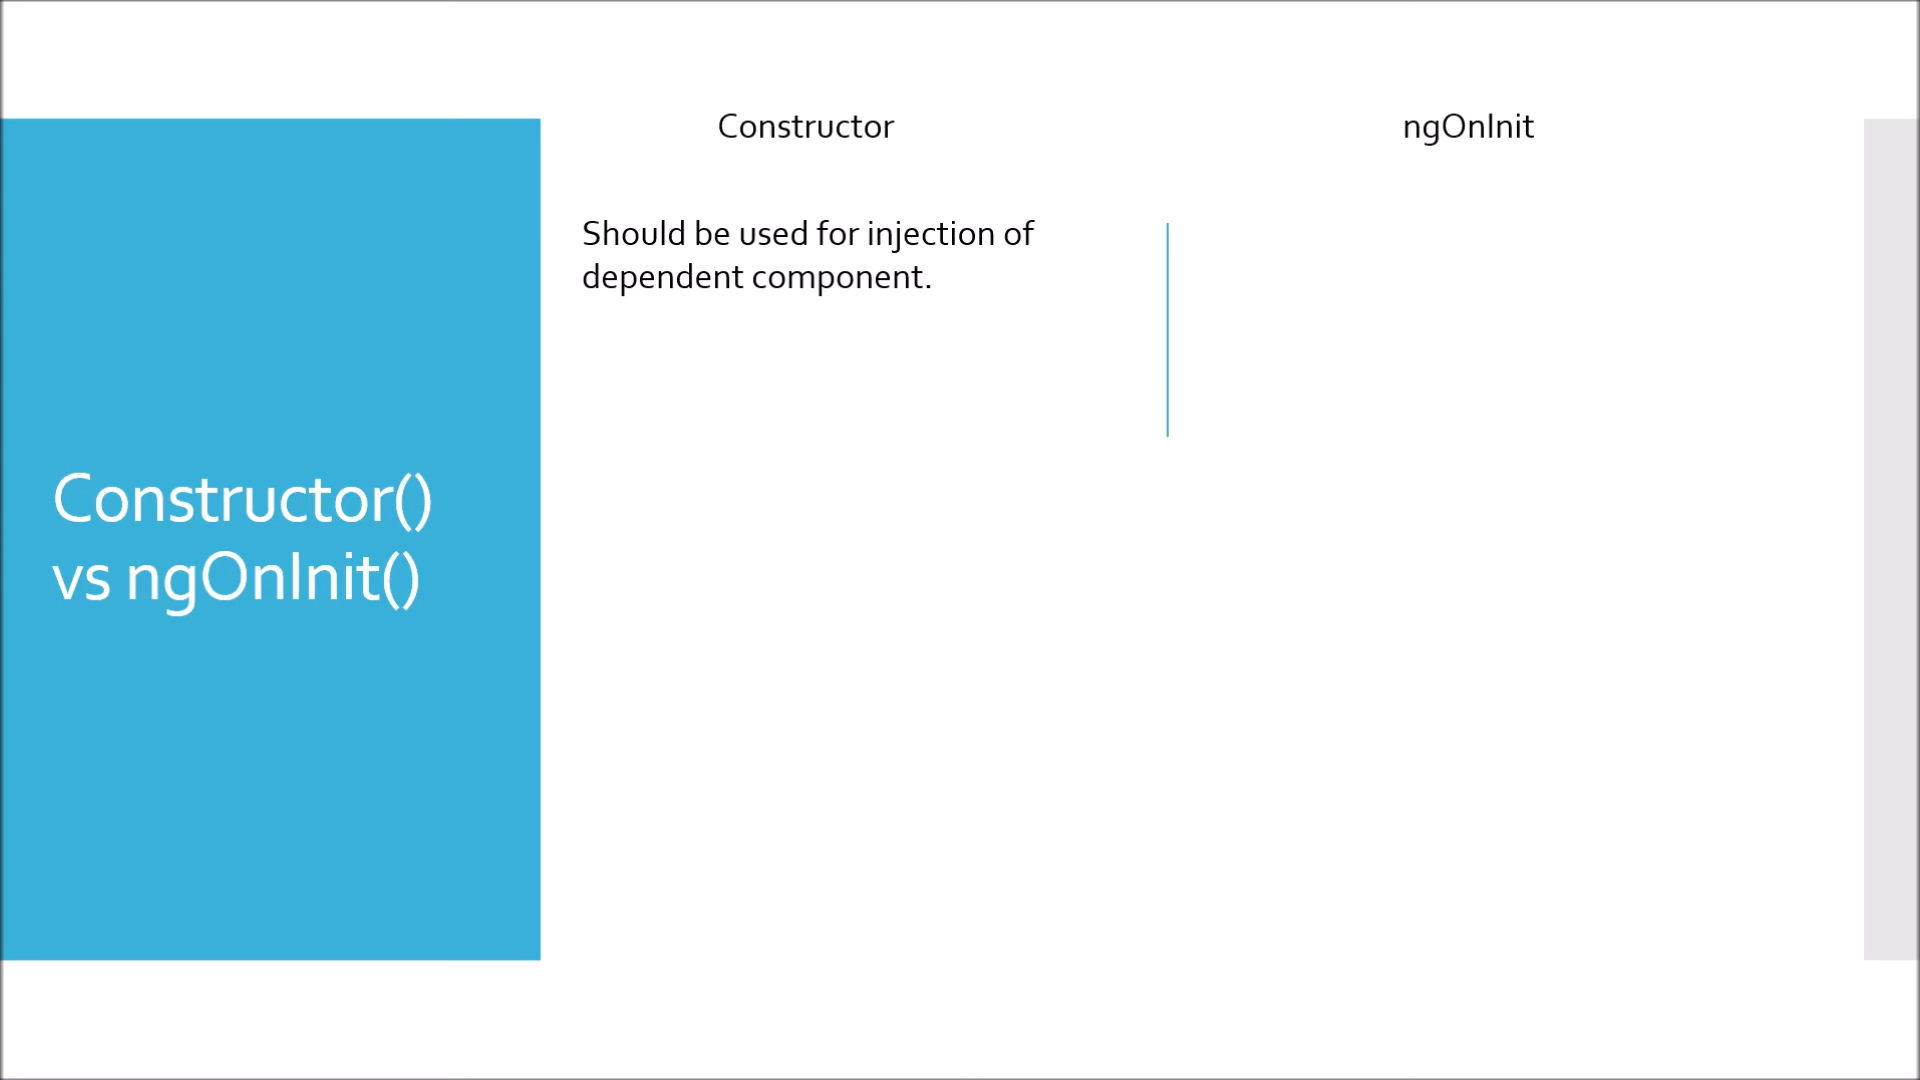 Constructor()
vs ngOnInit()
Constructor
ngOnInit
Should be used for injection of
dependent component.